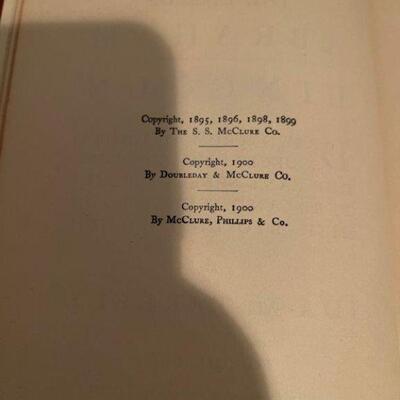 Copyright, 1895, 1896, 1898, 1899
By The S. S. McClure Co.
Copyright, 1900
By Doubleday & McClure Co.
Copyright, 1900
By McClure, Phillips & Co.